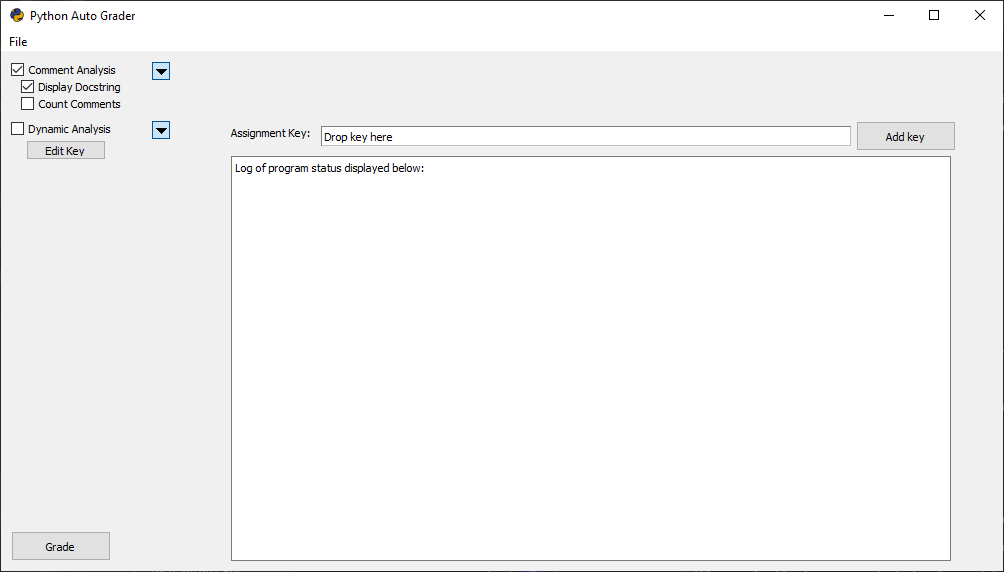 Python Auto Grader
File
Comment Analysis
Display Docstring
Count Comments
Dynamic Analysis
Edit Key
Assignment Key:
Drop key here
Add key
Log of program status displayed below:
Grade